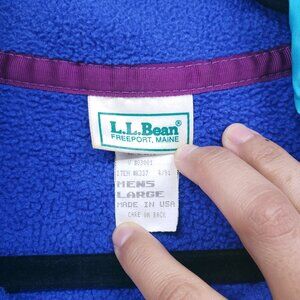 L.L.Bean®
FREEPORT, MAINE
MENS
LARGE
MADE IN USA
CARE ON BACK